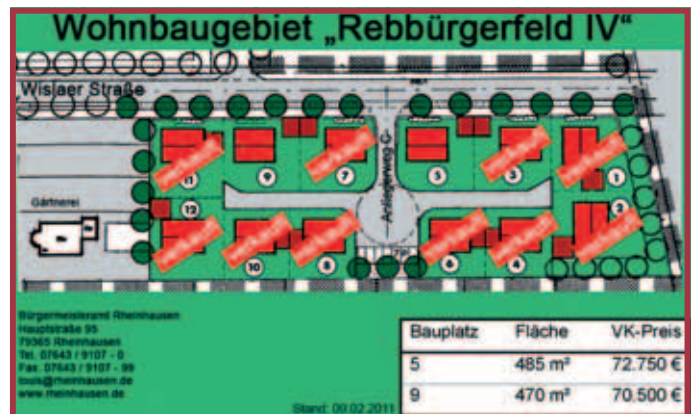 Wohnbaugebiet „Rebbürgerfeld IV“
Wislaer Straße
11
9
7
5
3
1
Anliegerweg C
Gärtnerei
12
2
10
8
6
4
Bürgermeisteramt Rheinhausen
Hauptstraße 95
79365 Rheinhausen
Tel. 07643 / 9107 - 0
Fax. 07643 / 9107 - 99
louis@rheinhausen.de
www.rheinhausen.de
Stand: 09.02.2011
Bauplatz Fläche VK-Preis
5 485 m² 72.750 €
9 470 m² 70.500 €